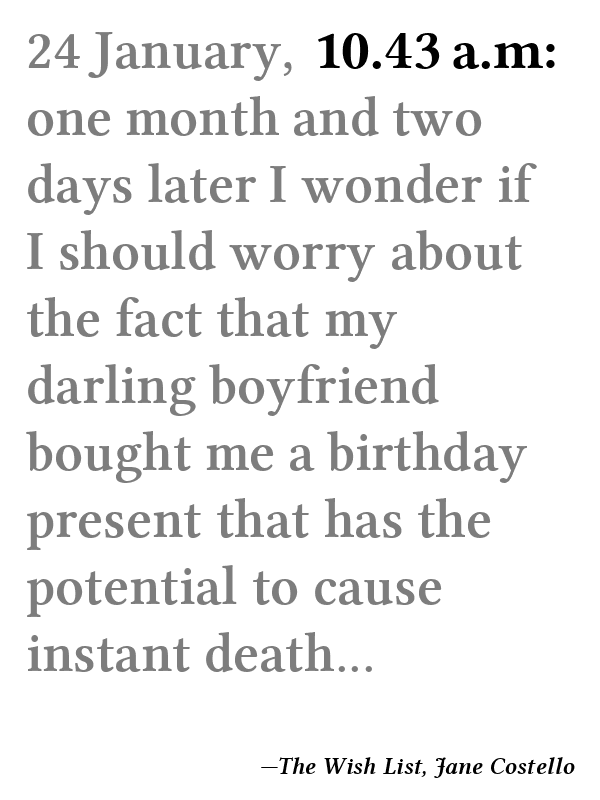 24 January, 10.43 a.m:
one month and two
days later I wonder if
I should worry about
the fact that my
darling boyfriend
bought me a birthday
present that has the
potential to cause
instant death...
—The Wish List, Jane Costello